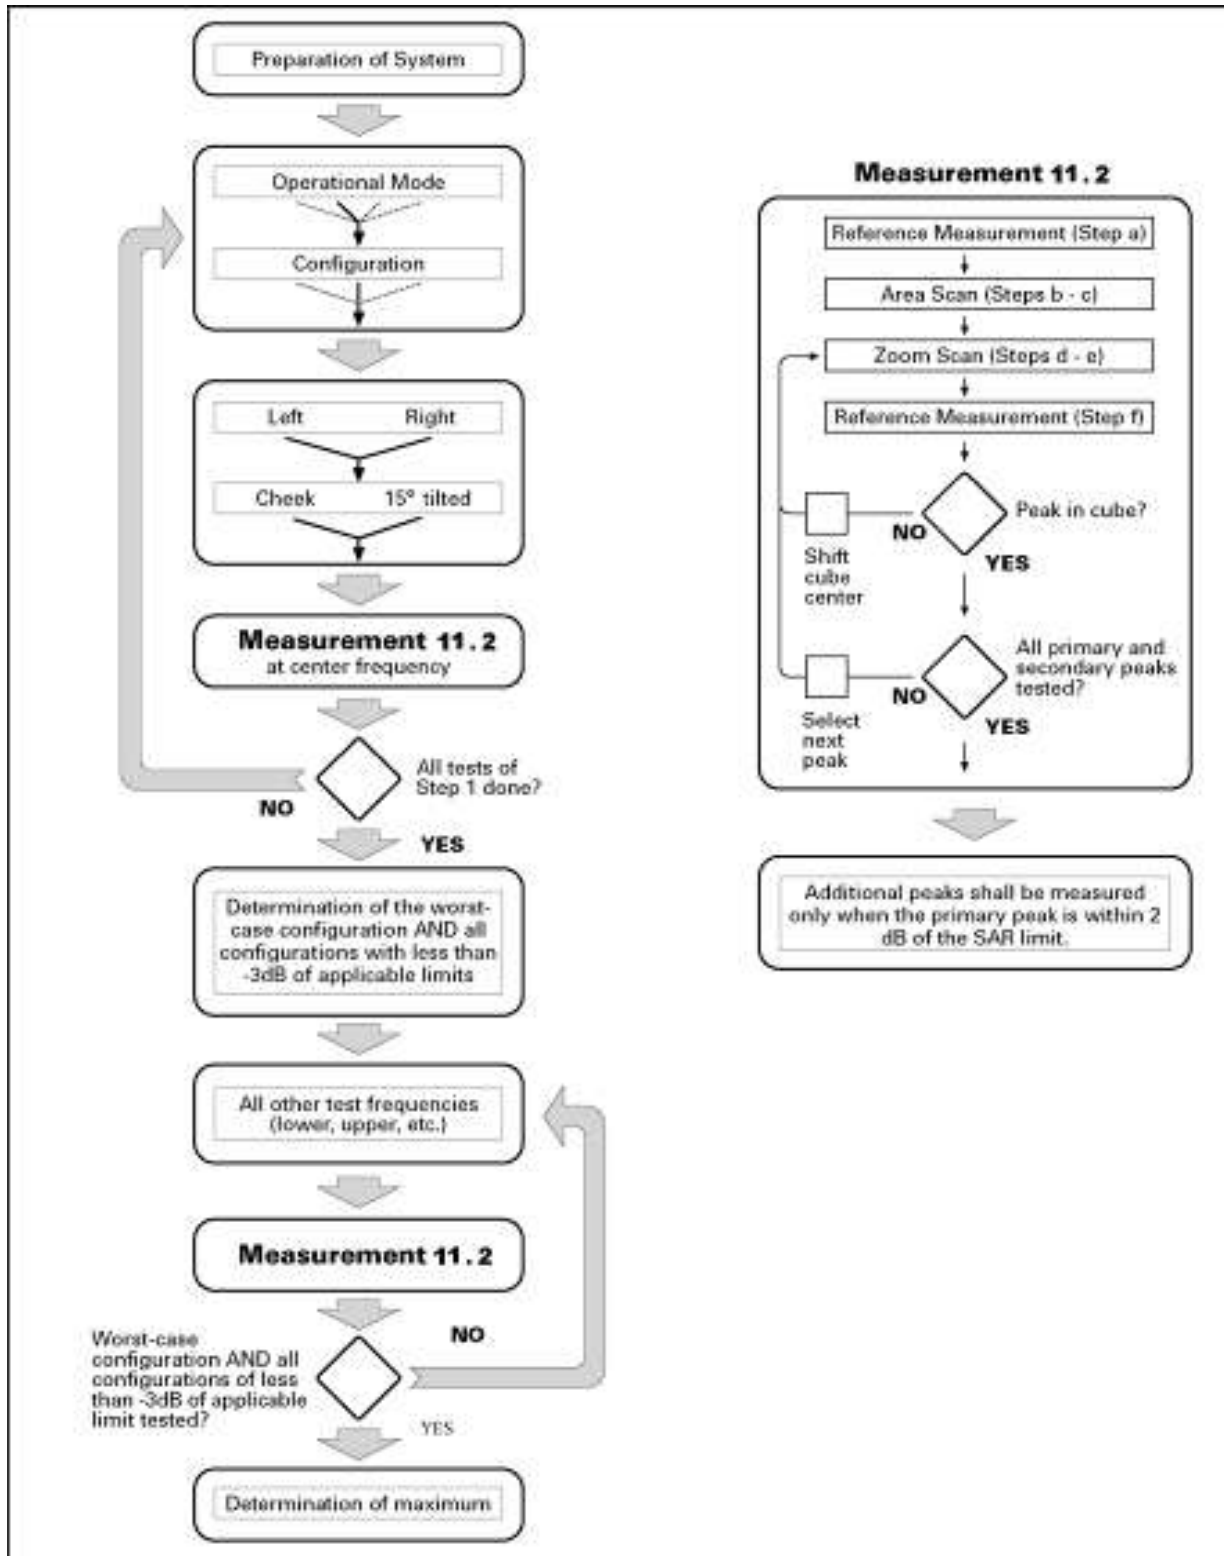 Preparation of System
Operational Mode
Configuration
Left Right
Cheek 15° tilted
Measurement 11.2
at center frequency
All tests of
Step 1 done?
NO
YES
Determination of the worst-
case configuration AND all
configurations with less than
-3dB of applicable limits
All other test frequencies
(lower, upper, etc.)
Measurement 11.2
NO
Worst-case
configuration AND all
configurations of less
than -3dB of applicable
limit tested?
YES
Determination of maximum
Measurement 11.2
Reference Measurement (Step a)
Area Scan (Steps b - c)
Zoom Scan (Steps d - e)
Reference Measurement (Step f)
Peak in cube?
NO
YES
Shift
cube
center
All primary and
secondary peaks
tested?
NO
YES
Select
next
peak
Additional peaks shall be measured
only when the primary peak is within 2
dB of the SAR limit.